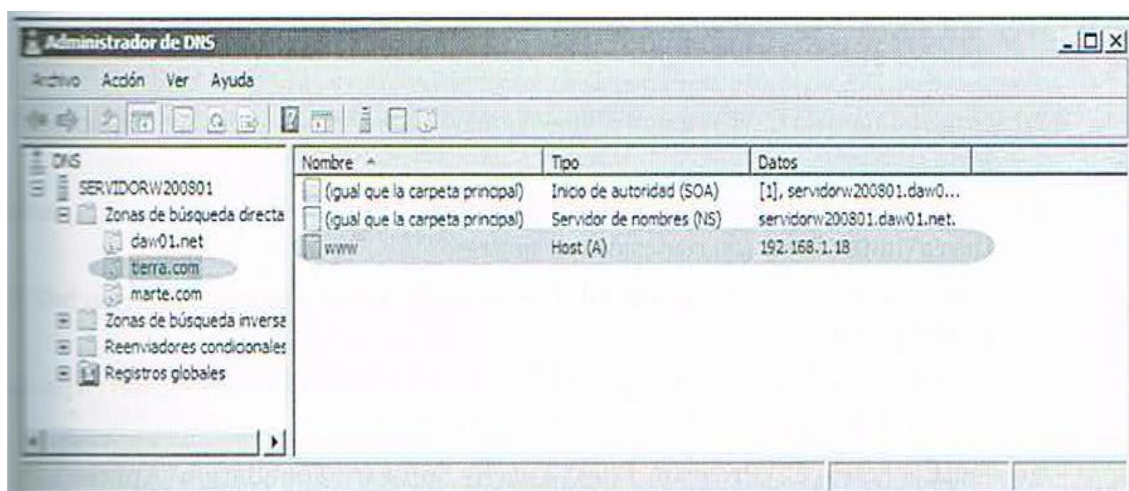 Administrador de DNS
Archivo Acción Ver Ayuda
DNS
SERVIDORW200801
Zonas de búsqueda directa
daw01.net
tierra.com
marte.com
Zonas de búsqueda inversa
Reenviadores condicionales
Registros globales
Nombre Tipo Datos
(igual que la carpeta principal) Inicio de autoridad (SOA) [1], servidorw200801.daw0...
(igual que la carpeta principal) Servidor de nombres (NS) servidorw200801.daw01.net.
www Host (A) 192.168.1.18